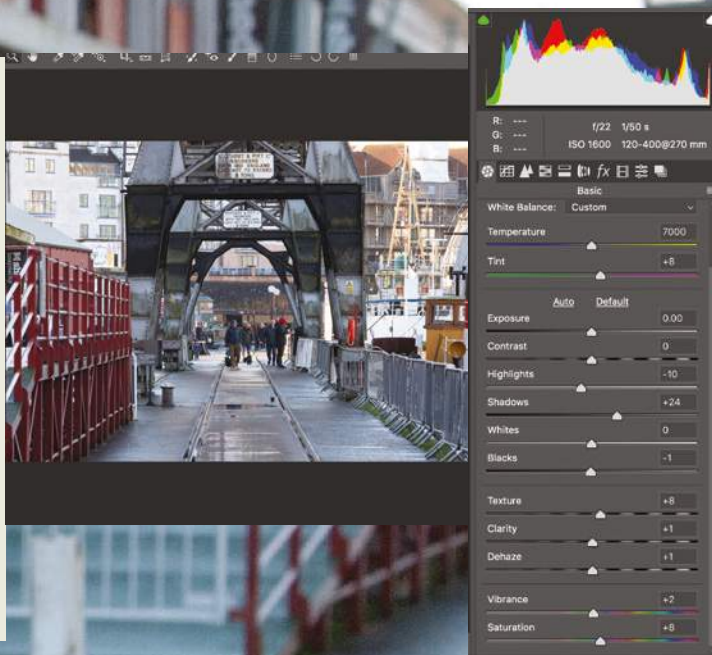 R: ---
G: ---
B: ---
f/22 1/50 s
ISO 1600 120-400@270 mm
fx
Basic
White Balance: Custom
Temperature 7000
Tint +8
Auto Default
Exposure 0.00
Contrast 0
Highlights -10
Shadows +24
Whites 0
Blacks -1
Texture +8
Clarity +1
Dehaze +1
Vibrance +2
Saturation +8